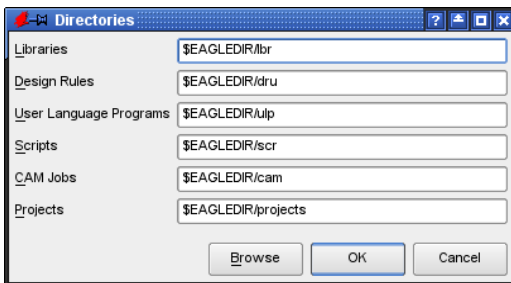 Directories
Libraries $EAGLEDIR/lbr
Design Rules $EAGLEDIR/dru
User Language Programs $EAGLEDIR/ulp
Scripts $EAGLEDIR/scr
CAM Jobs $EAGLEDIR/cam
Projects $EAGLEDIR/projects
Browse OK Cancel